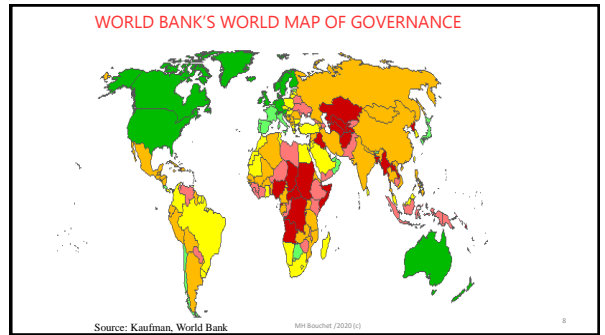 WORLD BANK'S WORLD MAP OF GOVERNANCE
Source: Kaufman, World Bank
MH Bouchet /2020 (c)
8